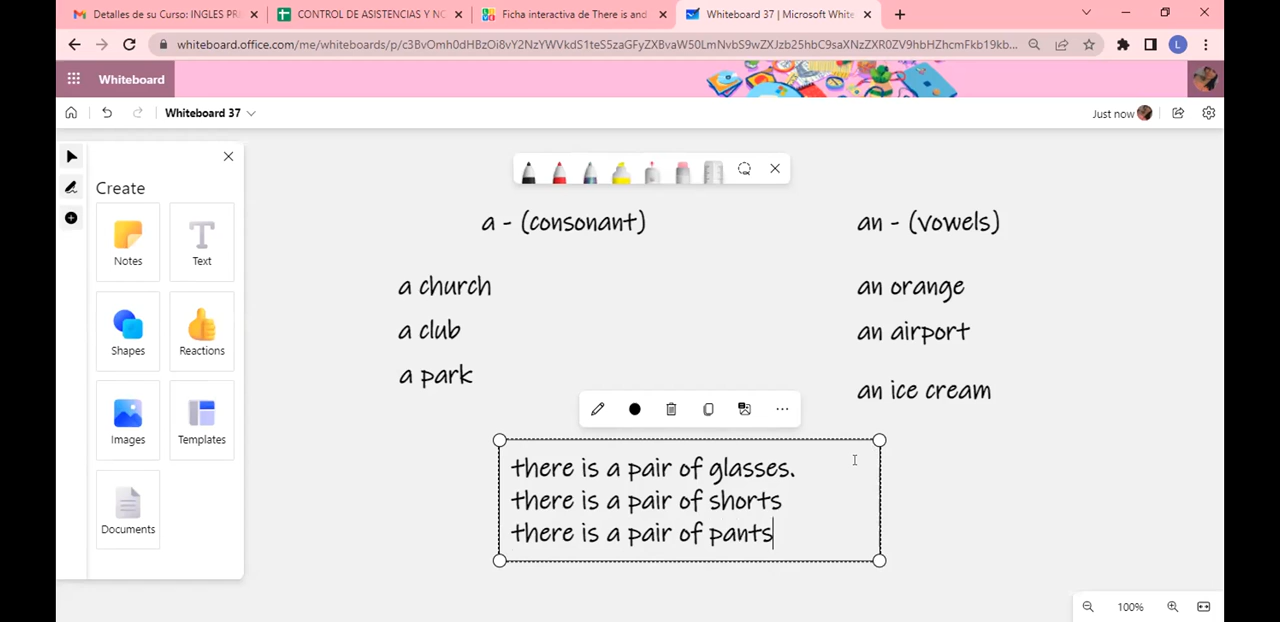 Detalles de su Curso: INGLES PRI
CONTROL DE ASISTENCIAS Y NO
Ficha interactiva de There is and
Whiteboard 37 | Microsoft White
whiteboard.office.com/me/whiteboards/p/c3BvOmh0dHBzOi8vY2NzYWVkdS1teS5zaGFyZXBvaW50LmNvbS9wZXJzb25hbC9saXNzZXR0ZV9hbHZhcmFkb19kb...
L
Whiteboard
Whiteboard 37
Just now
Create
Notes
Text
Shapes
Reactions
Images
Templates
Documents
a - (consonant)
an - (vowels)
a church
an orange
a club
an airport
a park
an ice cream
there is a pair of glasses.
there is a pair of shorts
there is a pair of pants
100%